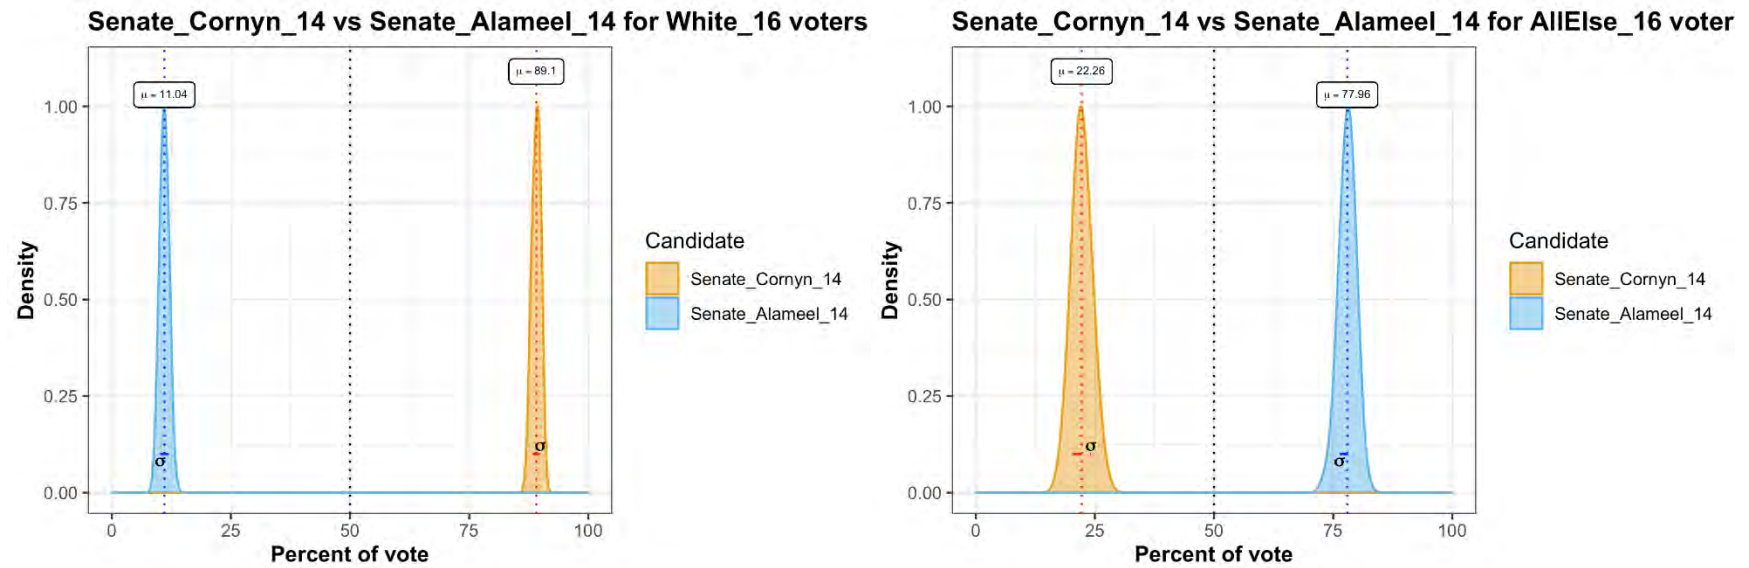 Senate_Cornyn_14 vs Senate_Alameel_14 for White_16 voters
μ = 11.04
μ = 89.1
1.00
0.75
0.50
0.25
0.00
Density
σ
σ
0 25 50 75 100
Percent of vote
Candidate
Senate_Cornyn_14
Senate_Alameel_14
Senate_Cornyn_14 vs Senate_Alameel_14 for AllElse_16 voter
μ = 22.26
μ = 77.96
1.00
0.75
0.50
0.25
0.00
Density
σ
σ
0 25 50 75 100
Percent of vote
Candidate
Senate_Cornyn_14
Senate_Alameel_14